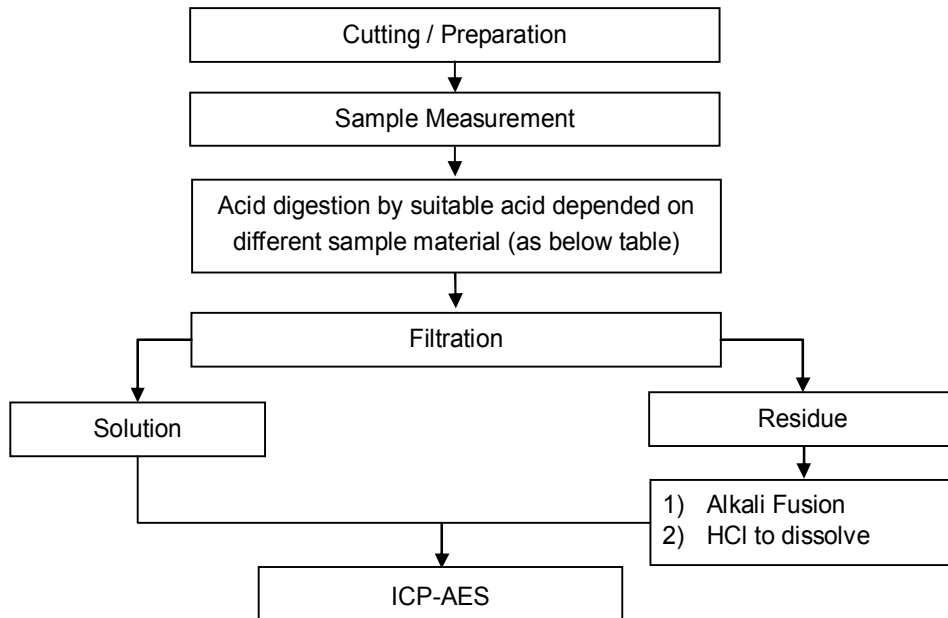 Cutting / Preparation
Sample Measurement
Acid digestion by suitable acid depended on
different sample material (as below table)
Filtration
Solution
Residue
1) Alkali Fusion
2) HCl to dissolve
ICP-AES